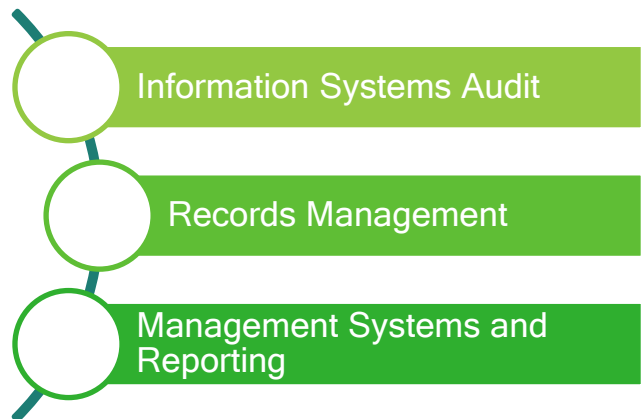 Information Systems Audit
Records Management
Management Systems and
Reporting